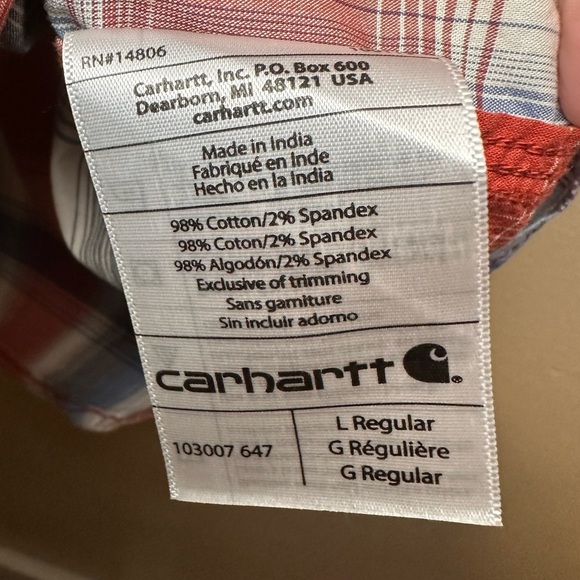 RN#14806
Carhartt, Inc. P.O. Box 600
Dearborn, MI 48121 USA
carhartt.com
Made in India
Fabriqué en Inde
Hecho en la India
98% Cotton/2% Spandex
98% Coton/2% Spandex
98% Algodón/2% Spandex
Exclusive of trimming
Sans garniture
Sin incluir adorno
carhartt
103007 647
L Regular
G Régulière
G Regular